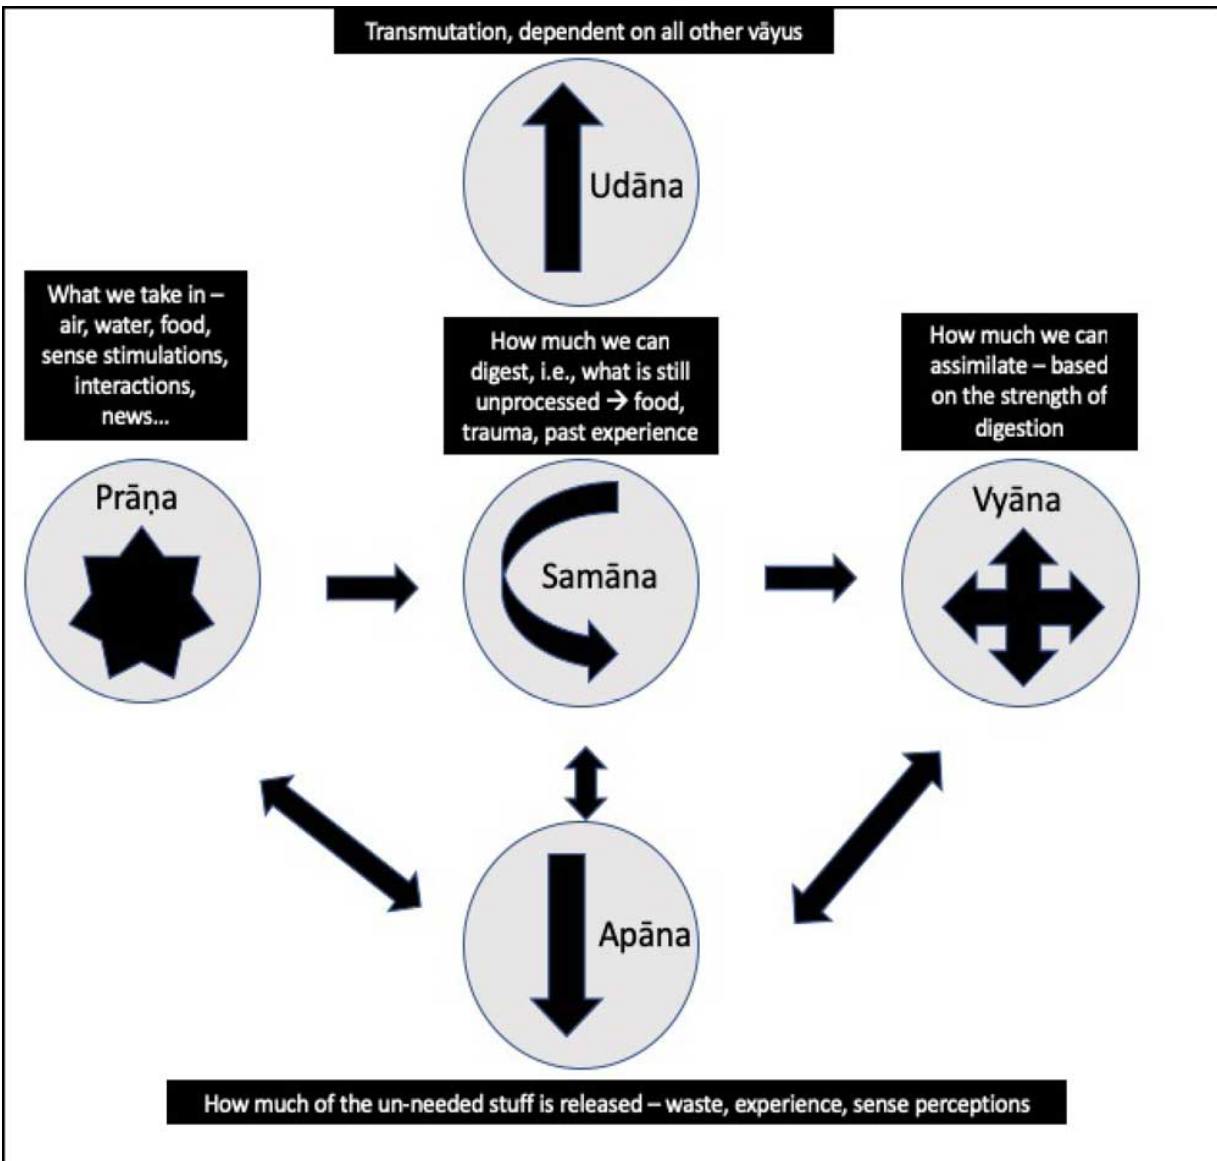 Transmutation, dependent on all other vāyus
Udāna
What we take in –
air, water, food,
sense stimulations,
interactions,
news...
How much we can
digest, i.e., what is still
unprocessed → food,
trauma, past experience
How much we can
assimilate – based
on the strength of
digestion
Prāṇa
Samāna
Vyāna
Apāna
How much of the un-needed stuff is released – waste, experience, sense perceptions